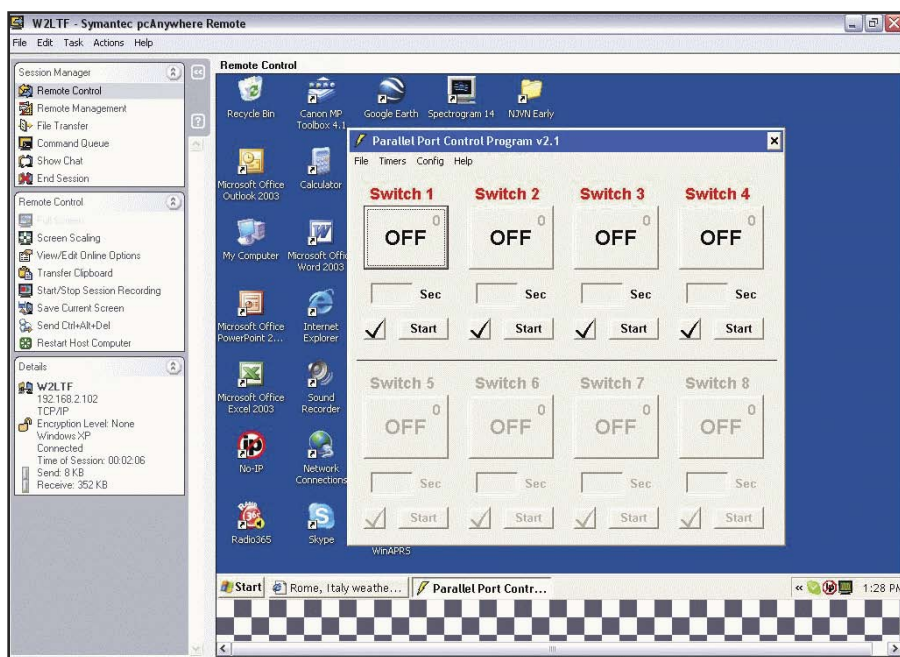 W2LTF - Symantec pcAnywhere Remote
File Edit Task Actions Help
Session Manager
Remote Control
Remote Management
File Transfer
Command Queue
Show Chat
End Session
Remote Control
Full Screen
Screen Scaling
View/Edit Online Options
Transfer Clipboard
Start/Stop Session Recording
Save Current Screen
Send Ctrl+Alt+Del
Restart Host Computer
Details
W2LTF
192.168.2.102
TCP/IP
Encryption Level: None
Windows XP
Connected
Time of Session: 00:02:06
Send: 8 KB
Receive: 352 KB
Remote Control
Recycle Bin
Canon MP
Toolbox 4.1
Google Earth
Spectrogram 14
NJVN Early
Microsoft Office
Outlook 2003
Calculator
My Computer
Microsoft Offic
Word 2003
Microsoft Office
PowerPoint 2...
Internet
Explorer
Microsoft Office
Excel 2003
Sound
Recorder
No-IP
Network
Connections
Radio365
Skype
WinAPRS
Parallel Port Control Program v2.1
File Timers Config Help
Switch 1 Switch 2 Switch 3 Switch 4
0 0 0 0
OFF OFF OFF OFF
Sec Sec Sec Sec
Start Start Start Start
Switch 5 Switch 6 Switch 7 Switch 8
0 0 0 0
OFF OFF OFF OFF
Sec Sec Sec Sec
Start Start Start Start
Start Rome, Italy weathe... Parallel Port Contr... 1:28 PM